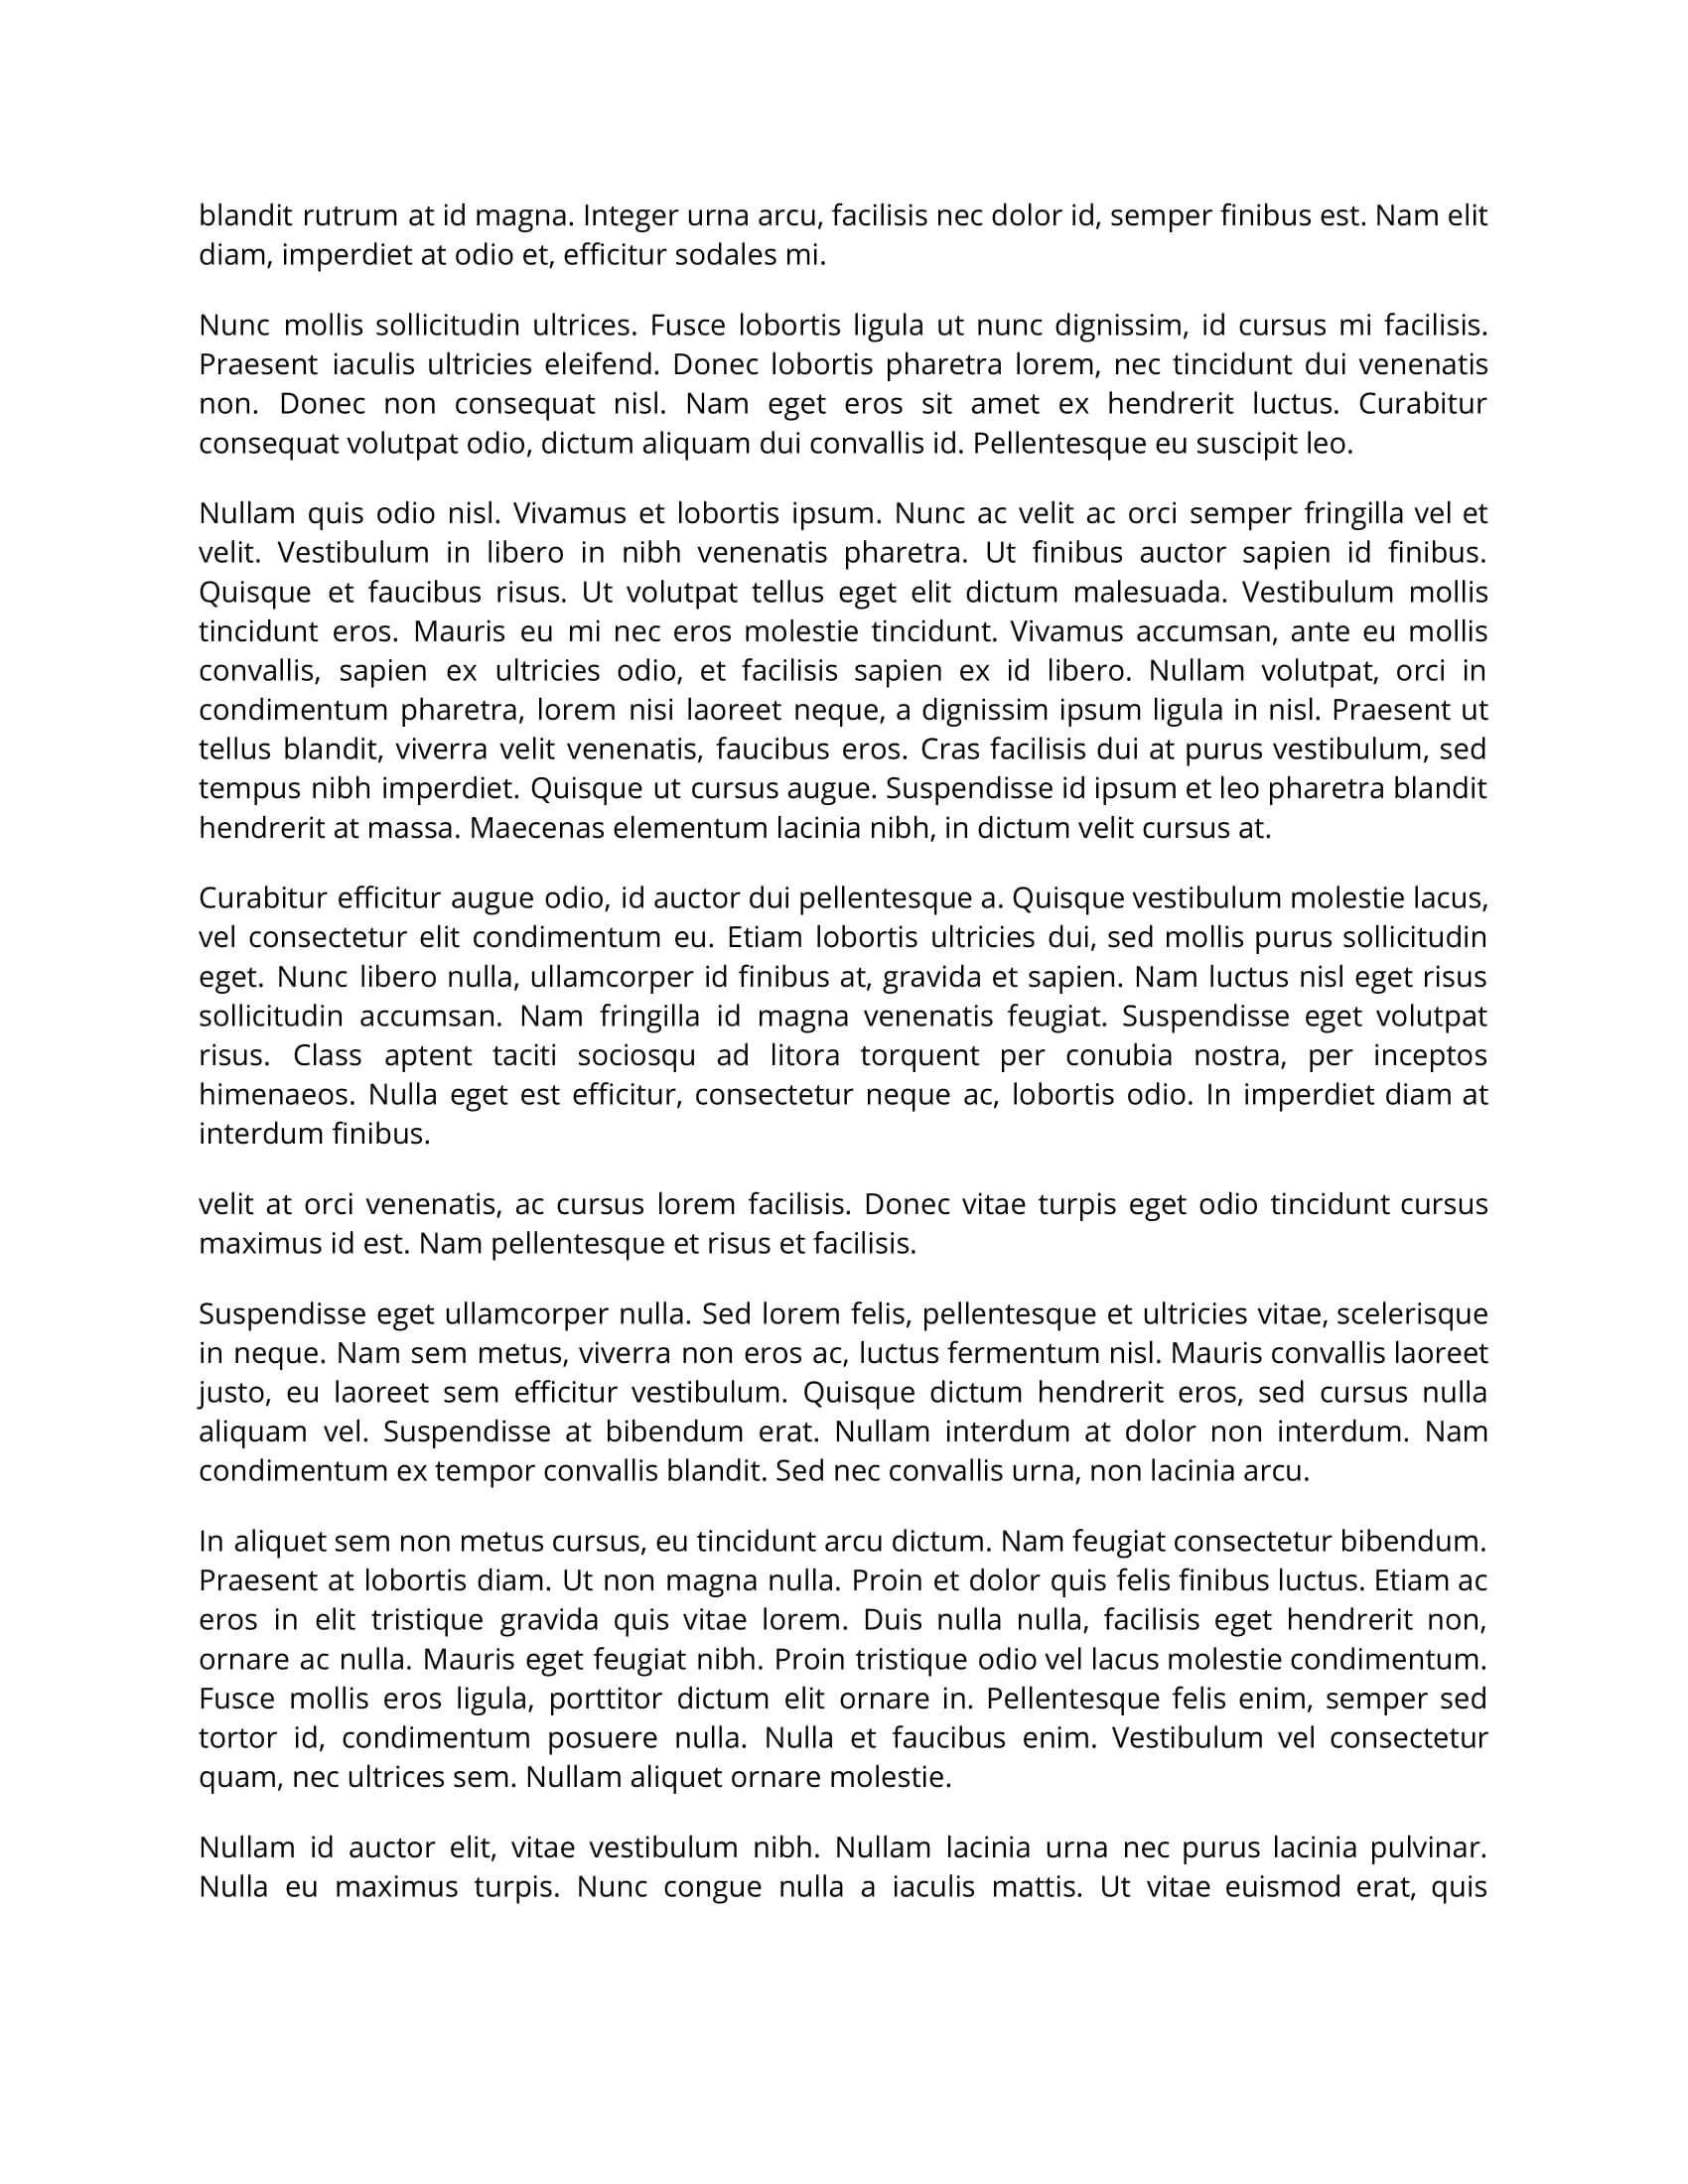 blandit rutrum at id magna. Integer urna arcu, facilisis nec dolor id, semper finibus est. Nam elit
diam, imperdiet at odio et, efficitur sodales mi.
Nunc mollis sollicitudin ultrices. Fusce lobortis ligula ut nunc dignissim, id cursus mi facilisis.
Praesent iaculis ultricies eleifend. Donec lobortis pharetra lorem, nec tincidunt dui venenatis
non. Donec non consequat nisl. Nam eget eros sit amet ex hendrerit luctus. Curabitur
consequat volutpat odio, dictum aliquam dui convallis id. Pellentesque eu suscipit leo.
Nullam quis odio nisl. Vivamus et lobortis ipsum. Nunc ac velit ac orci semper fringilla vel et
velit. Vestibulum in libero in nibh venenatis pharetra. Ut finibus auctor sapien id finibus.
Quisque et faucibus risus. Ut volutpat tellus eget elit dictum malesuada. Vestibulum mollis
tincidunt eros. Mauris eu mi nec eros molestie tincidunt. Vivamus accumsan, ante eu mollis
convallis, sapien ex ultricies odio, et facilisis sapien ex id libero. Nullam volutpat, orci in
condimentum pharetra, lorem nisi laoreet neque, a dignissim ipsum ligula in nisl. Praesent ut
tellus blandit, viverra velit venenatis, faucibus eros. Cras facilisis dui at purus vestibulum, sed
tempus nibh imperdiet. Quisque ut cursus augue. Suspendisse id ipsum et leo pharetra blandit
hendrerit at massa. Maecenas elementum lacinia nibh, in dictum velit cursus at.
Curabitur efficitur augue odio, id auctor dui pellentesque a. Quisque vestibulum molestie lacus,
vel consectetur elit condimentum eu. Etiam lobortis ultricies dui, sed mollis purus sollicitudin
eget. Nunc libero nulla, ullamcorper id finibus at, gravida et sapien. Nam luctus nisl eget risus
sollicitudin accumsan. Nam fringilla id magna venenatis feugiat. Suspendisse eget volutpat
risus. Class aptent taciti sociosqu ad litora torquent per conubia nostra, per inceptos
himenaeos. Nulla eget est efficitur, consectetur neque ac, lobortis odio. In imperdiet diam at
interdum finibus.
velit at orci venenatis, ac cursus lorem facilisis. Donec vitae turpis eget odio tincidunt cursus
maximus id est. Nam pellentesque et risus et facilisis.
Suspendisse eget ullamcorper nulla. Sed lorem felis, pellentesque et ultricies vitae, scelerisque
in neque. Nam sem metus, viverra non eros ac, luctus fermentum nisl. Mauris convallis laoreet
justo, eu laoreet sem efficitur vestibulum. Quisque dictum hendrerit eros, sed cursus nulla
aliquam vel. Suspendisse at bibendum erat. Nullam interdum at dolor non interdum. Nam
condimentum ex tempor convallis blandit. Sed nec convallis urna, non lacinia arcu.
In aliquet sem non metus cursus, eu tincidunt arcu dictum. Nam feugiat consectetur bibendum.
Praesent at lobortis diam. Ut non magna nulla. Proin et dolor quis felis finibus luctus. Etiam ac
eros in elit tristique gravida quis vitae lorem. Duis nulla nulla, facilisis eget hendrerit non,
ornare ac nulla. Mauris eget feugiat nibh. Proin tristique odio vel lacus molestie condimentum.
Fusce mollis eros ligula, porttitor dictum elit ornare in. Pellentesque felis enim, semper sed
tortor id, condimentum posuere nulla. Nulla et faucibus enim. Vestibulum vel consectetur
quam, nec ultrices sem. Nullam aliquet ornare molestie.
Nullam id auctor elit, vitae vestibulum nibh. Nullam lacinia urna nec purus lacinia pulvinar.
Nulla eu maximus turpis. Nunc congue nulla a iaculis mattis. Ut vitae euismod erat, quis